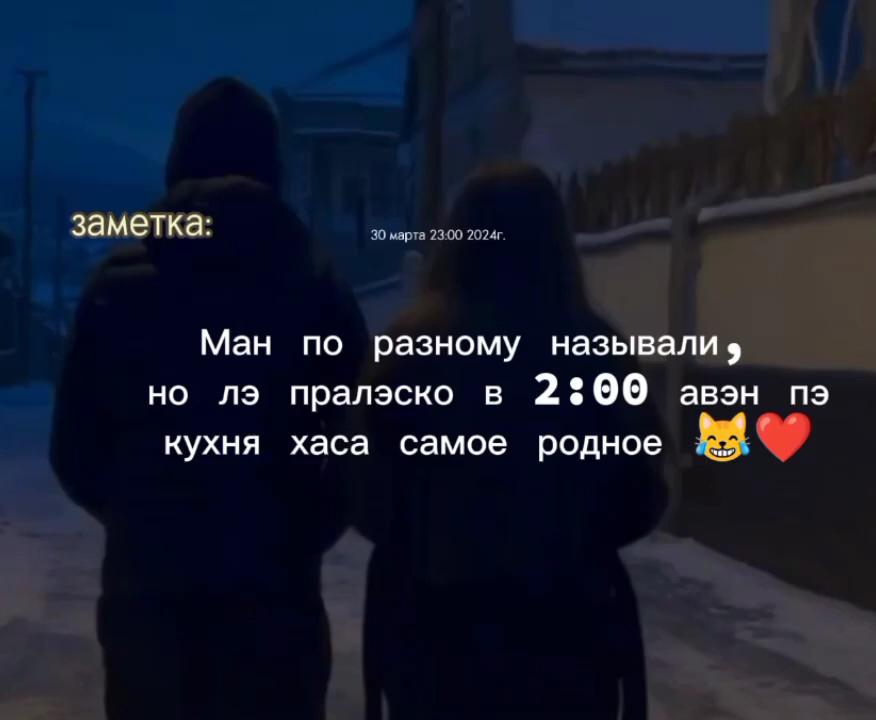 заметка:
30 марта 23:00 2024г.
Ман по разному называли,
но лэ пралэско в 2:00 авэн пэ
кухня хаса самое родное 😹❤️